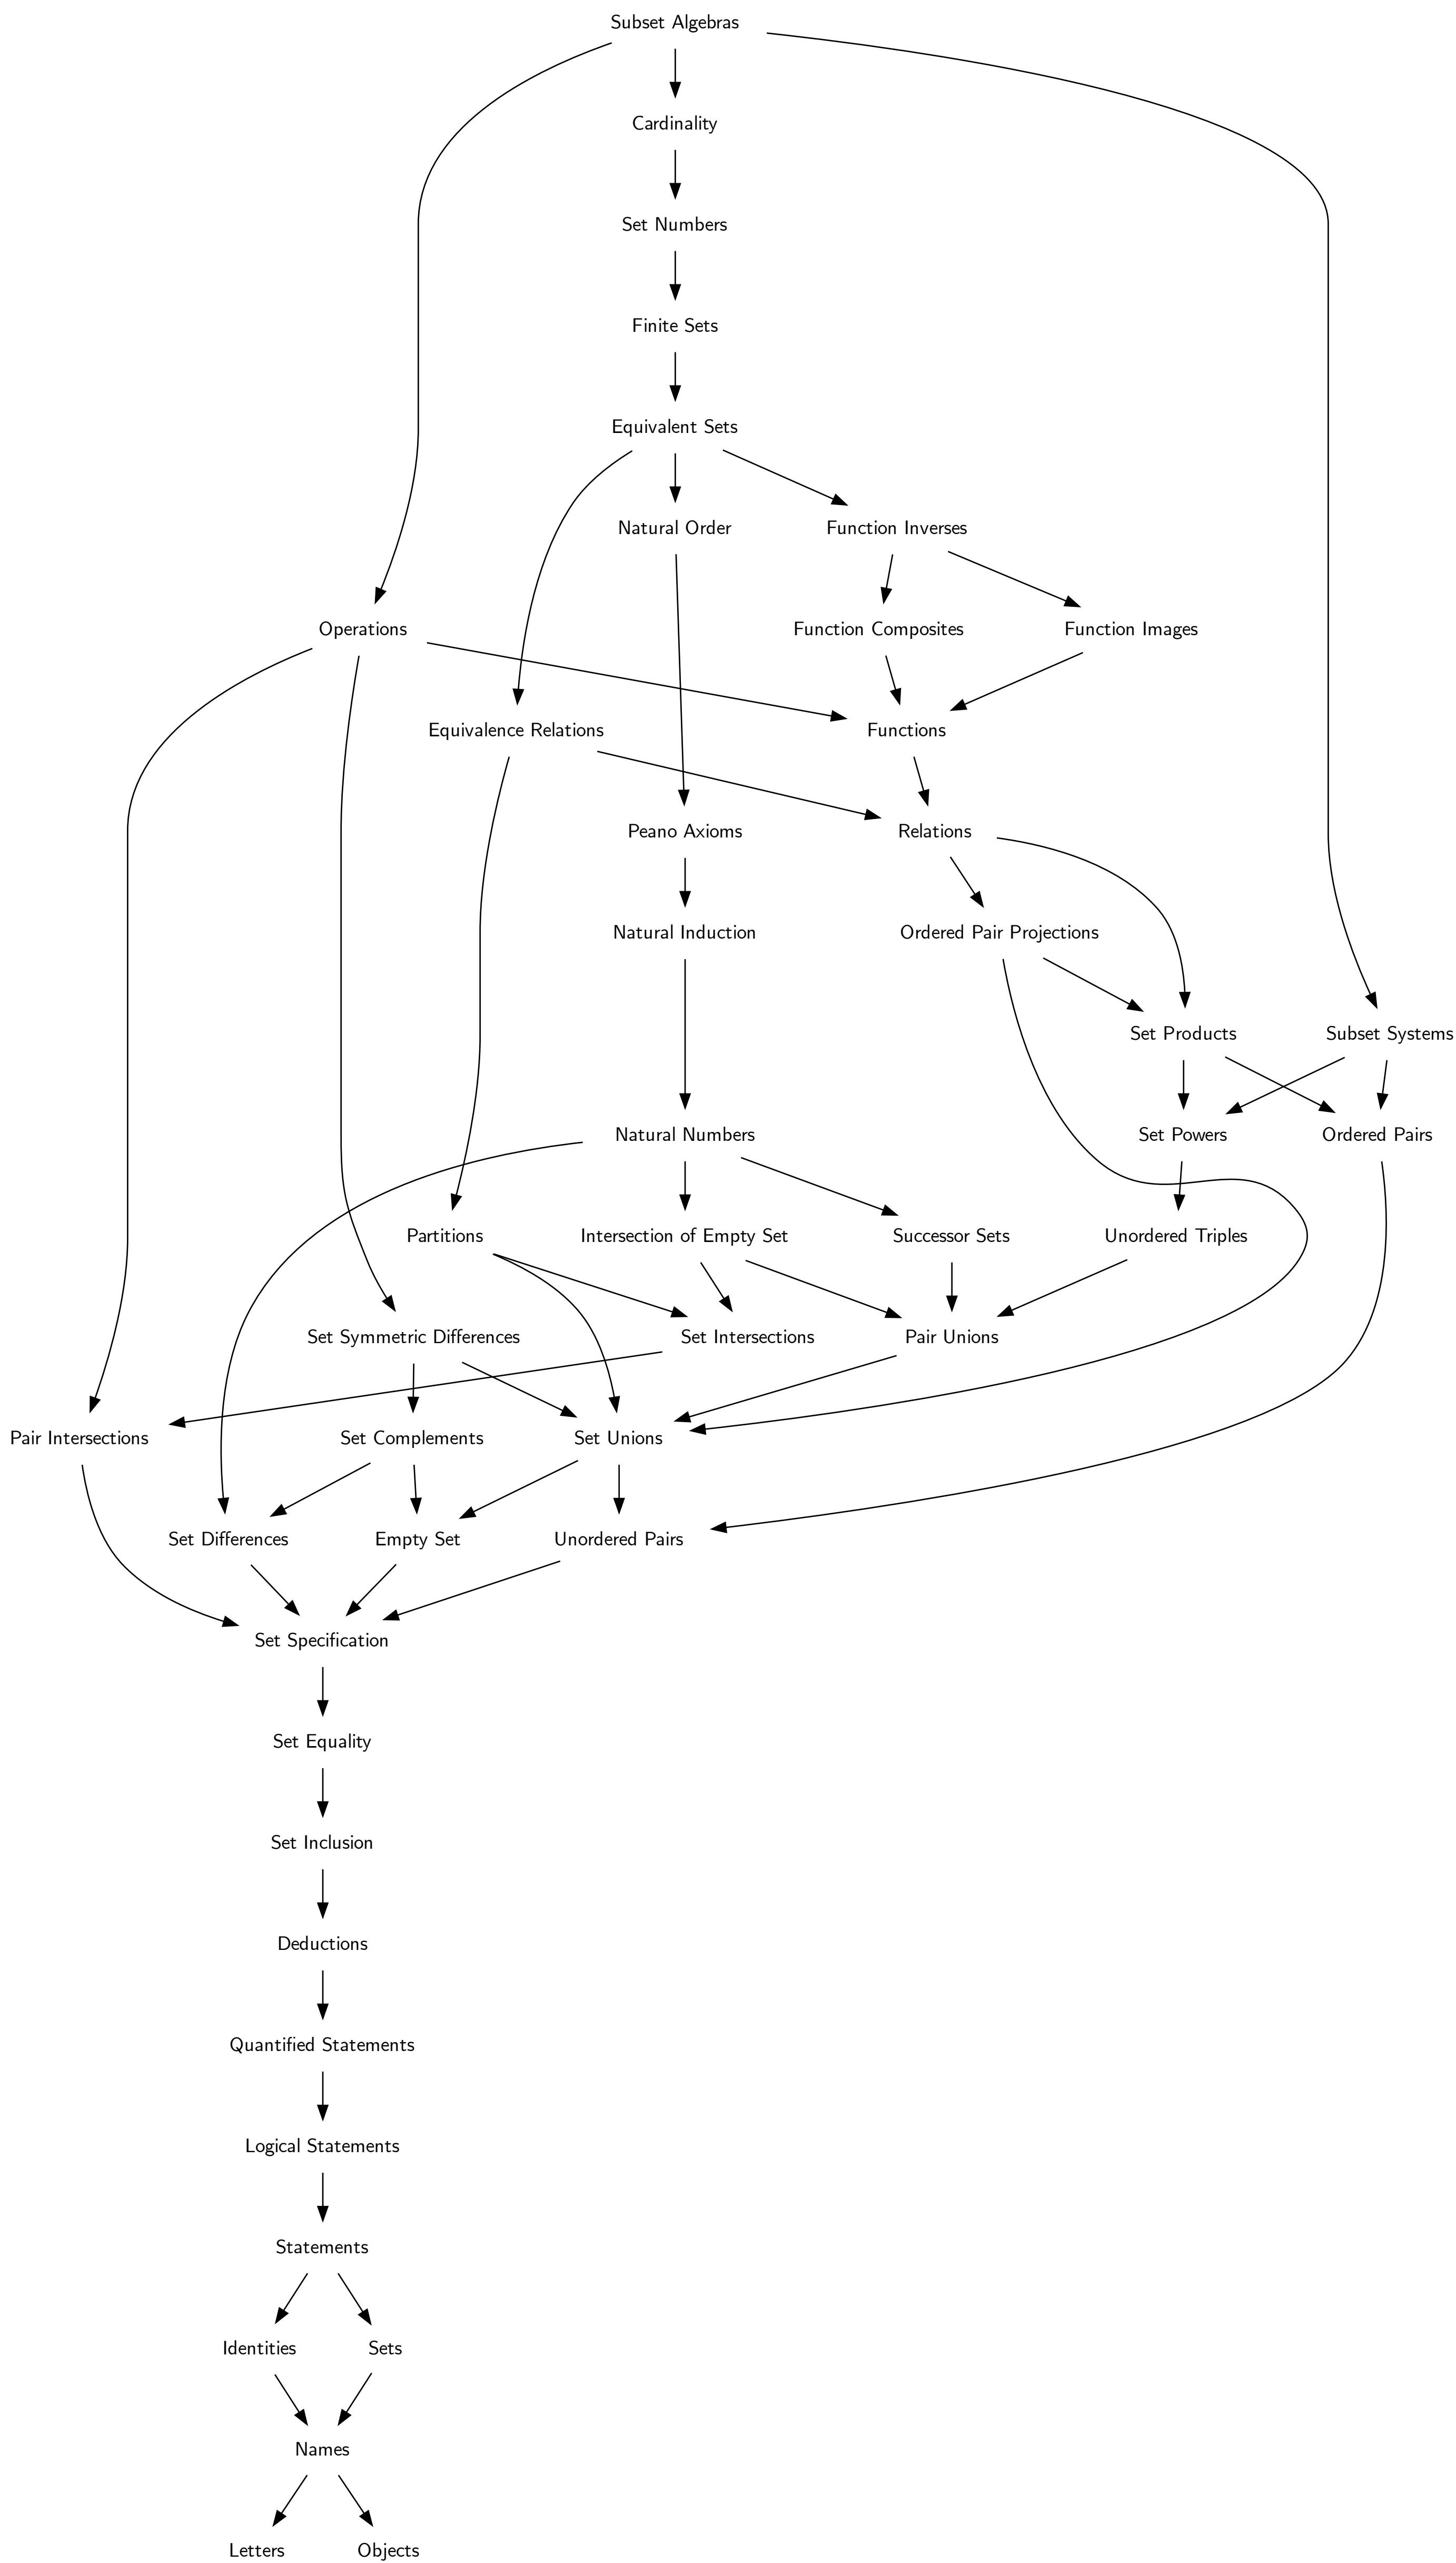 Subset Algebras
Cardinality
Set Numbers
Finite Sets
Equivalent Sets
Natural Order
Function Inverses
Operations
Function Composites
Function Images
Equivalence Relations
Functions
Peano Axioms
Relations
Natural Induction
Ordered Pair Projections
Set Products
Subset Systems
Natural Numbers
Set Powers
Ordered Pairs
Partitions
Intersection of Empty Set
Successor Sets
Unordered Triples
Set Symmetric Differences
Set Intersections
Pair Unions
Pair Intersections
Set Complements
Set Unions
Set Differences
Empty Set
Unordered Pairs
Set Specification
Set Equality
Set Inclusion
Deductions
Quantified Statements
Logical Statements
Statements
Identities
Sets
Names
Letters
Objects